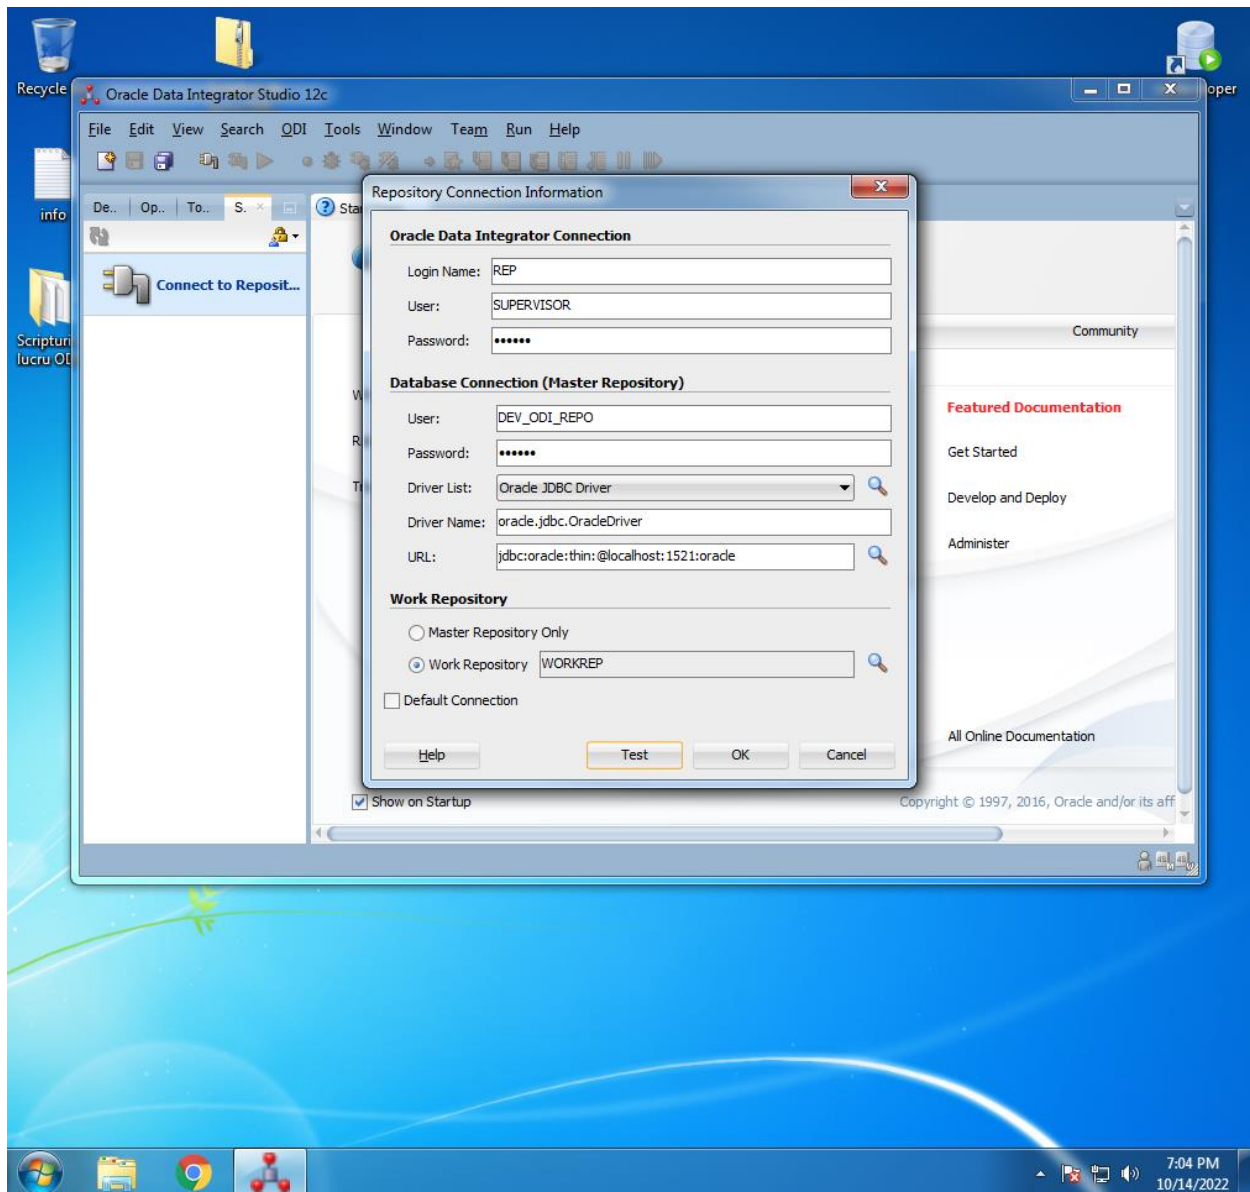 Recycle
oper
info
Scripturi
lucru OD
Oracle Data Integrator Studio 12c
File Edit View Search ODI Tools Window Team Run Help
De.. Op.. To.. S.
Connect to Reposit...
Sta
Repository Connection Information
Oracle Data Integrator Connection
Login Name: REP
User: SUPERVISOR
Password: ••••••
Database Connection (Master Repository)
User: DEV_ODI_REPO
Password: ••••••
Driver List: Oracle JDBC Driver
Driver Name: oracle.jdbc.OracleDriver
URL: jdbc:oracle:thin:@localhost:1521:oracle
Work Repository
Master Repository Only
Work Repository WORKREP
Default Connection
Help Test OK Cancel
Community
Featured Documentation
Get Started
Develop and Deploy
Administer
All Online Documentation
Show on Startup
Copyright © 1997, 2016, Oracle and/or its aff
7:04 PM
10/14/2022